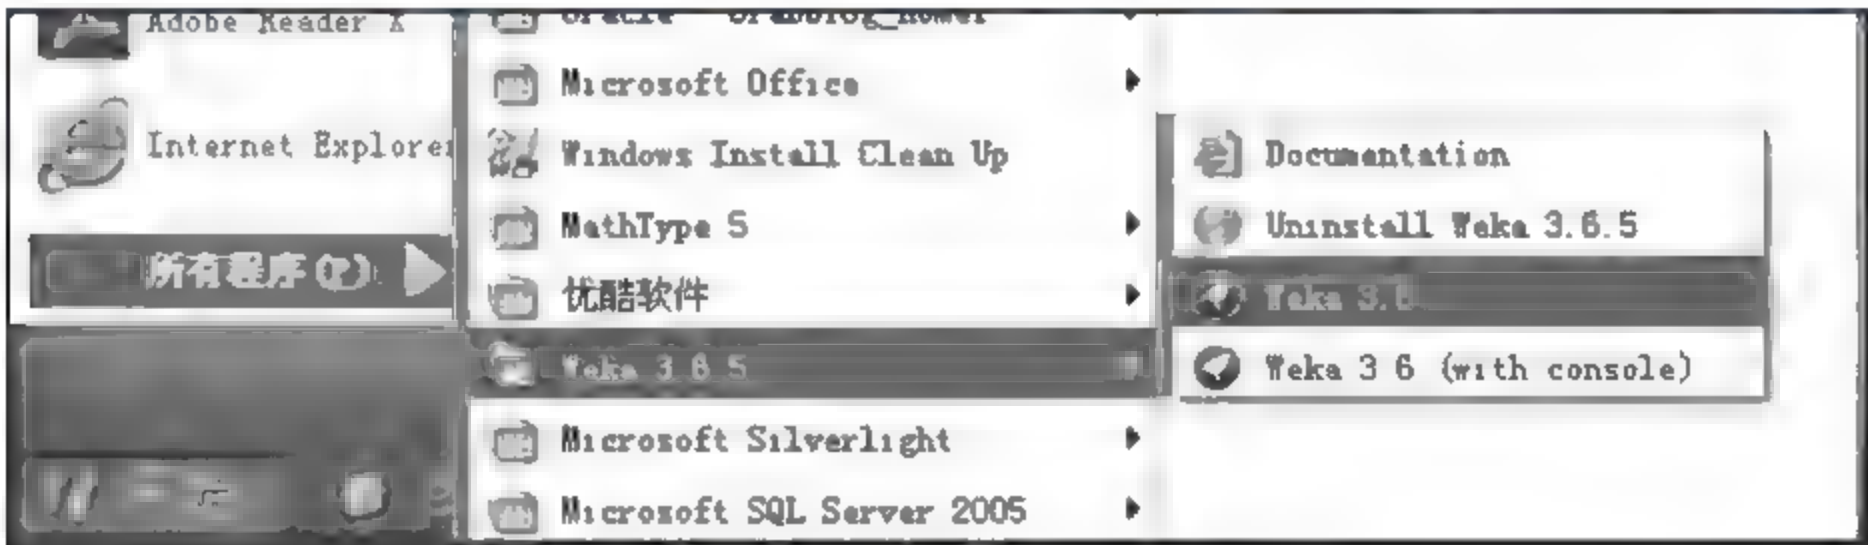 Adobe Reader X
Internet Explorer
所有程序(P)
Oracle
Microsoft Office
Windows Install Clean Up
MathType 5
优酷软件
Weka 3.6.5
Microsoft Silverlight
Microsoft SQL Server 2005
Documentation
Uninstall Weka 3.6.5
Weka 3.6
Weka 3 6 (with console)